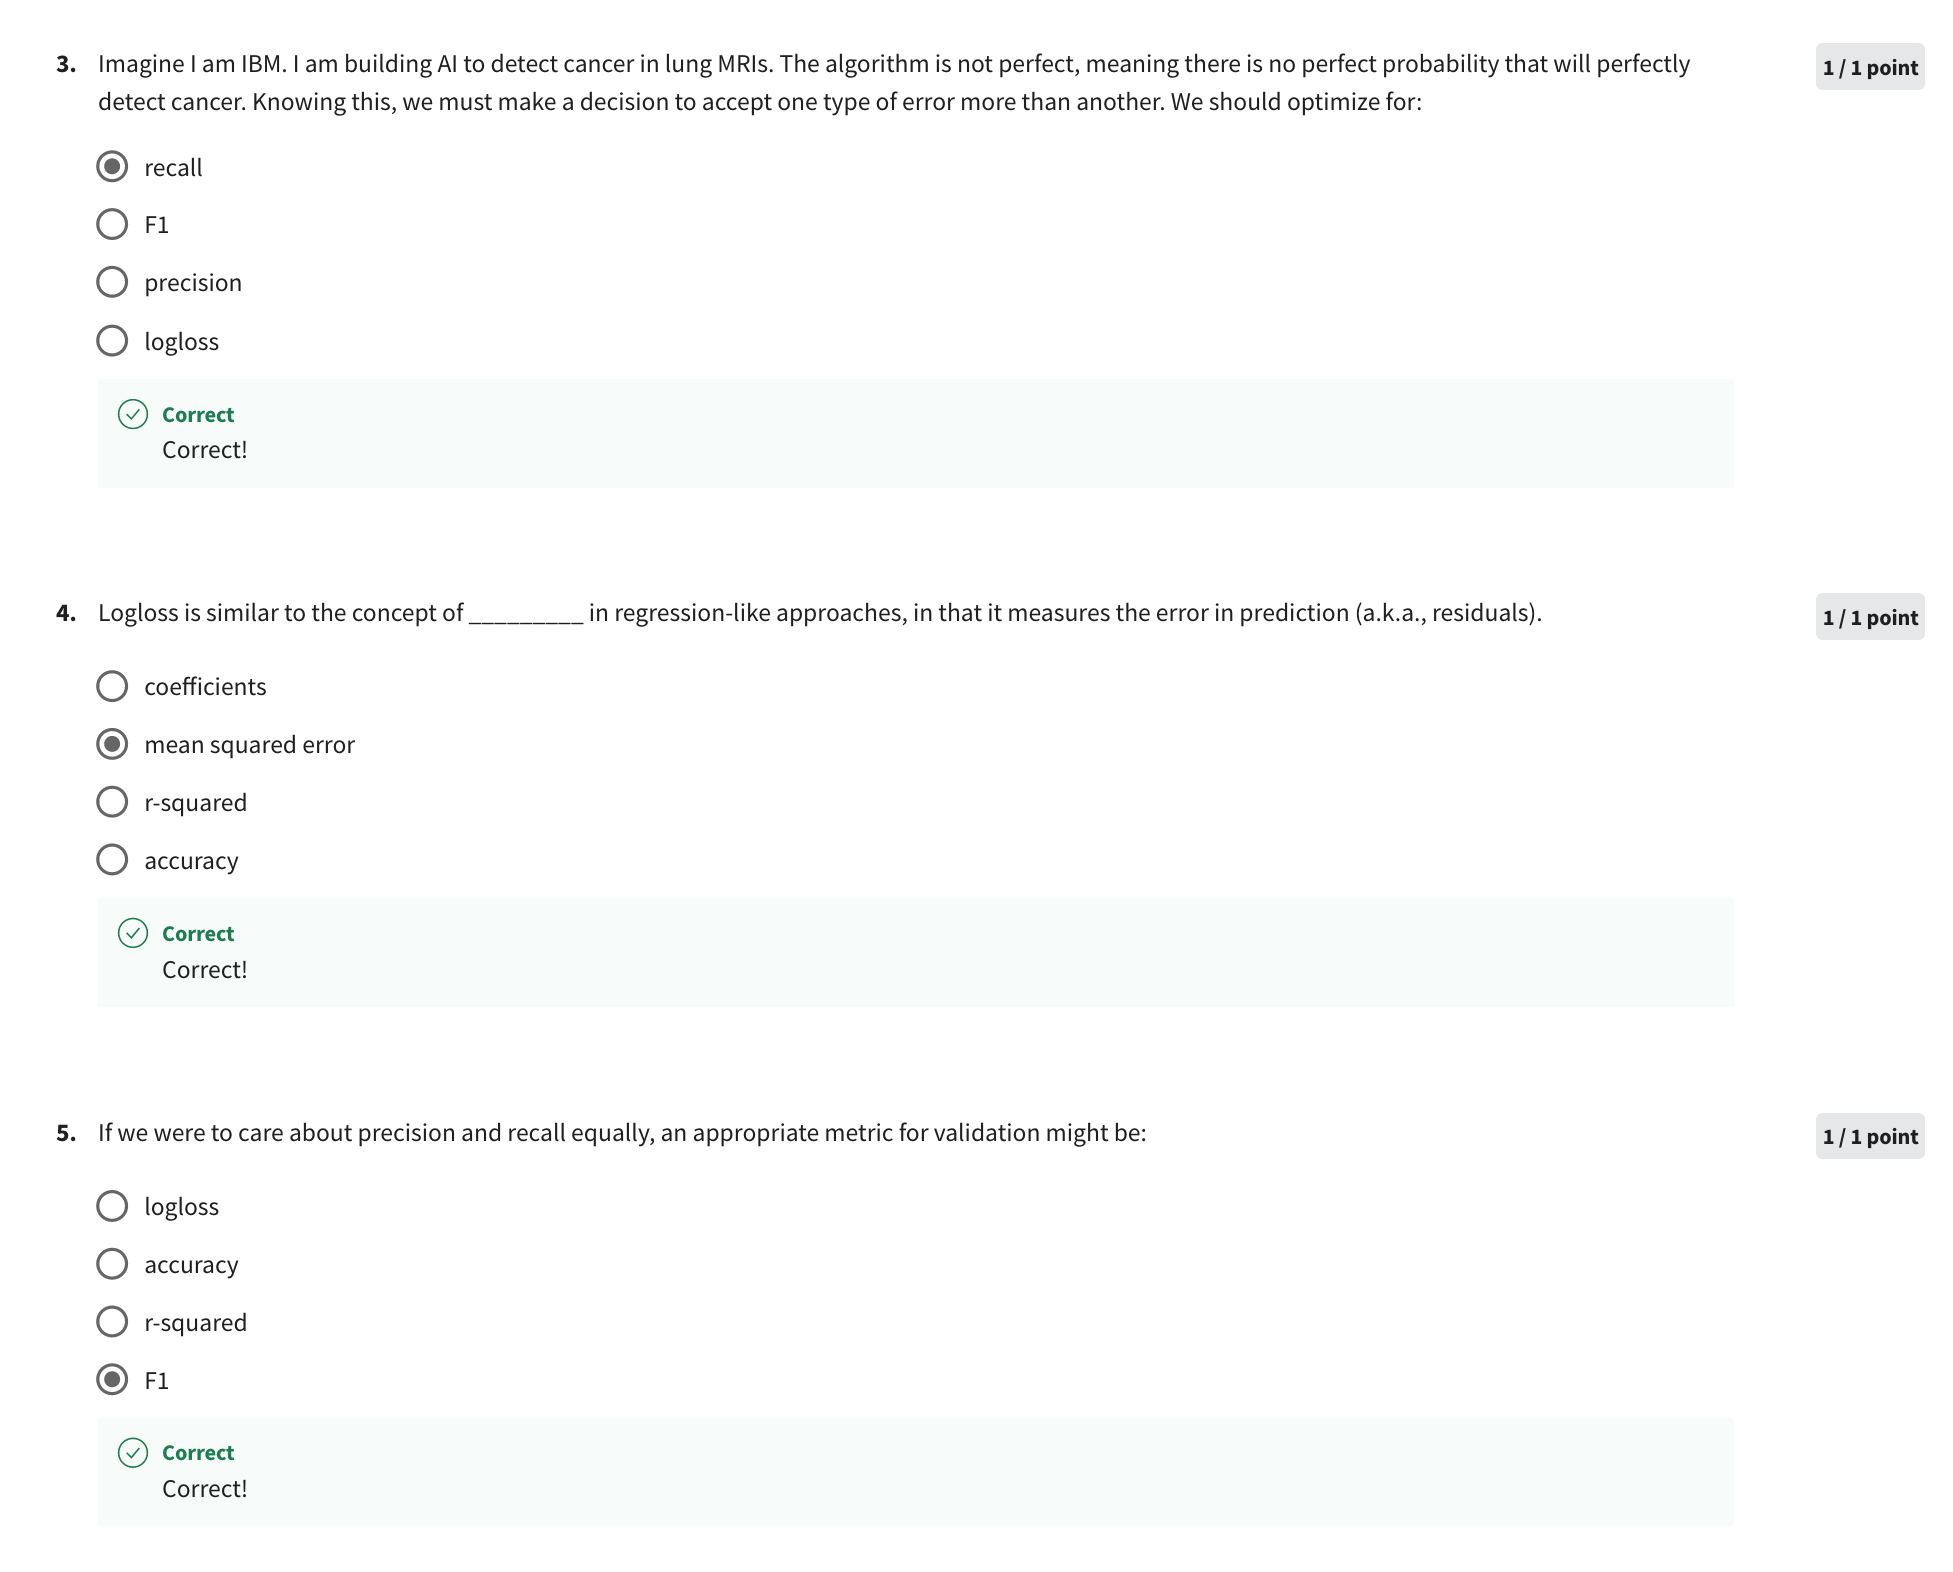 3. Imagine I am IBM. I am building AI to detect cancer in lung MRIs. The algorithm is not perfect, meaning there is no perfect probability that will perfectly
1 / 1 point
detect cancer. Knowing this, we must make a decision to accept one type of error more than another. We should optimize for:
recall
F1
precision
logloss
Correct
Correct!
4. Logloss is similar to the concept of _________ in regression-like approaches, in that it measures the error in prediction (a.k.a., residuals).
1 / 1 point
coefficients
mean squared error
r-squared
accuracy
Correct
Correct!
5. If we were to care about precision and recall equally, an appropriate metric for validation might be:
1 / 1 point
logloss
accuracy
r-squared
F1
Correct
Correct!